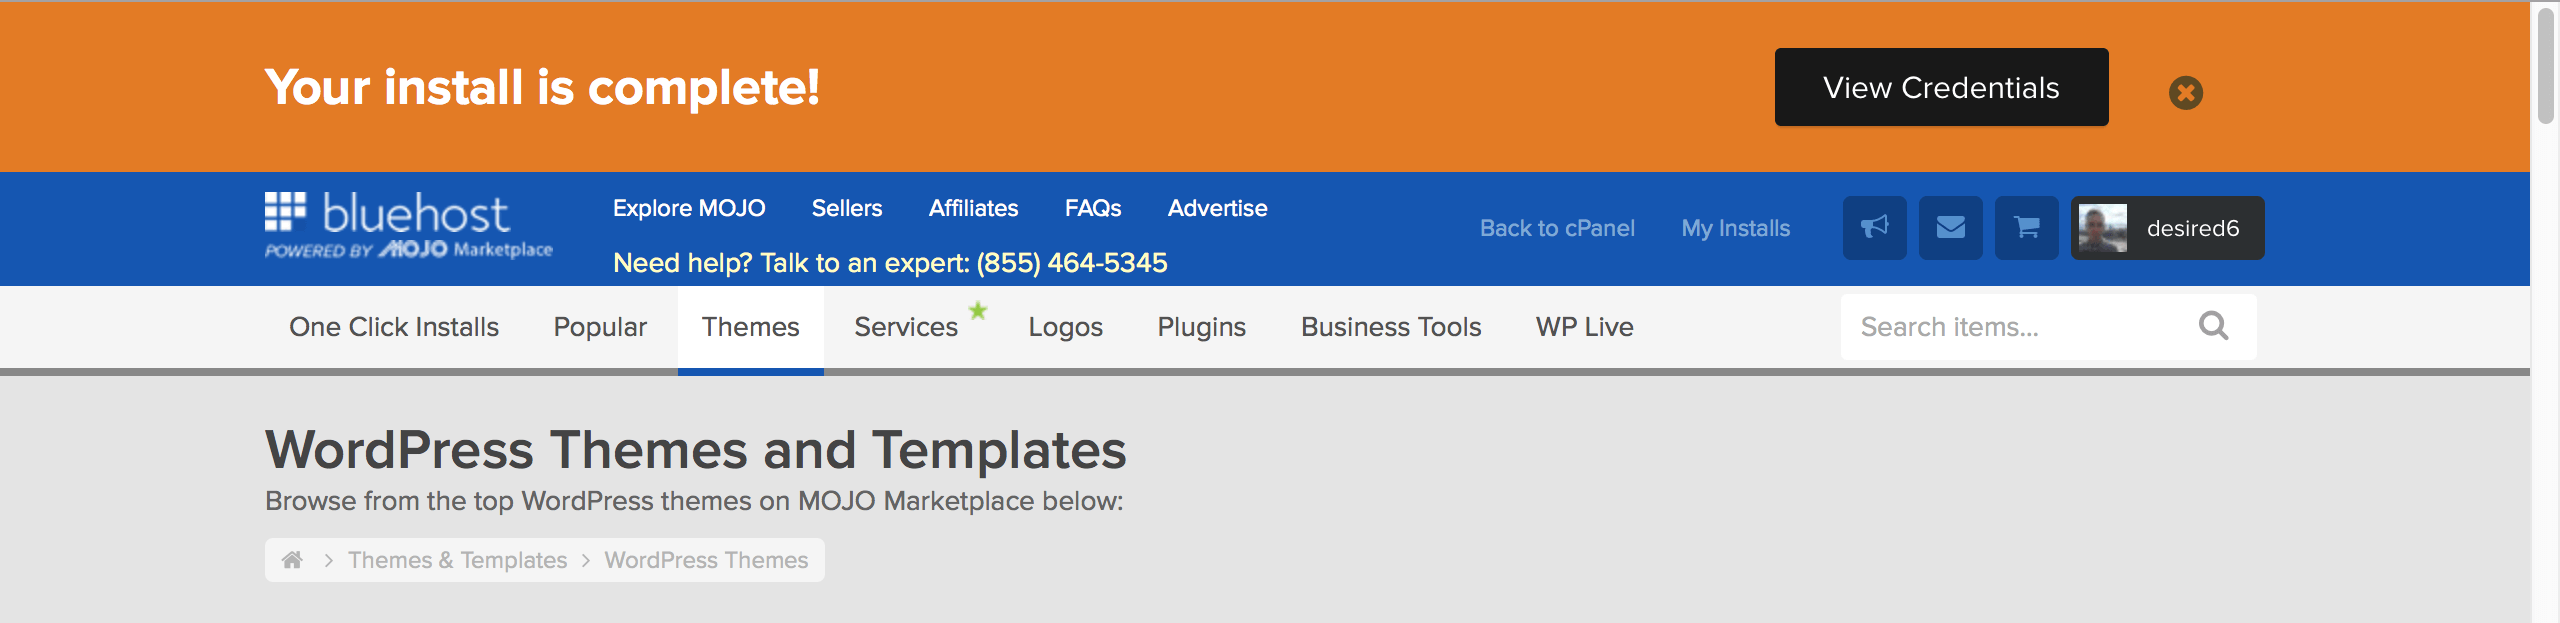 Your install is complete!
View Credentials
bluehost
POWERED BY MOJO Marketplace
Explore MOJO Sellers Affiliates FAQs Advertise
Need help? Talk to an expert: (855) 464-5345
Back to cPanel My Installs
desired6
One Click Installs Popular Themes Services Logos Plugins Business Tools WP Live
Search items...
WordPress Themes and Templates
Browse from the top WordPress themes on MOJO Marketplace below:
Themes & Templates > WordPress Themes